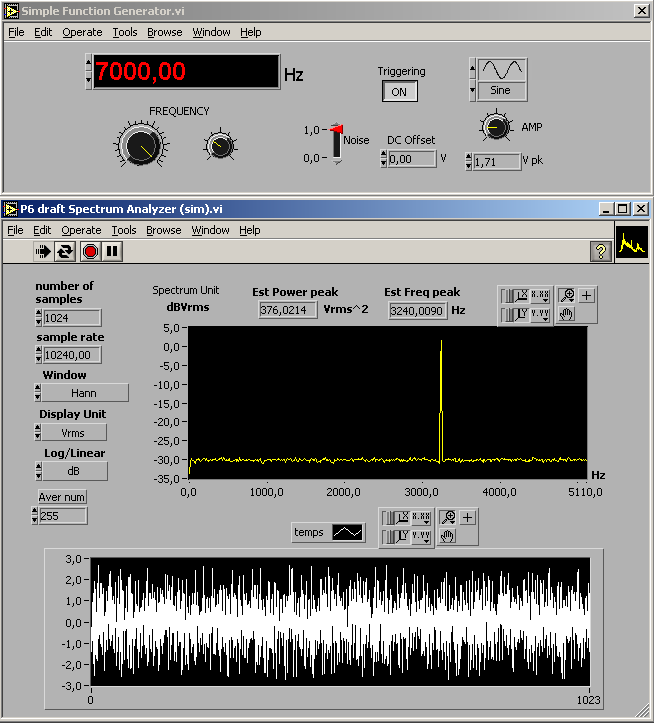 Simple Function Generator.vi
File Edit Operate Tools Browse Window Help
7000,00 Hz
Triggering
ON
Sine
FREQUENCY
1,0
Noise
0,0
DC Offset
0,00 V
AMP
1,71 V pk
P6 draft Spectrum Analyzer (sim).vi
File Edit Operate Tools Browse Window Help
number of
samples
1024
sample rate
10240,00
Window
Hann
Display Unit
Vrms
Log/Linear
dB
Aver num
255
Spectrum Unit
dBVrms
Est Power peak
376,0214 Vrms^2
Est Freq peak
3240,0090 Hz
X X.XX
Y Y.YY
5,0
0,0
-5,0
-10,0
-15,0
-20,0
-25,0
-30,0
-35,0
Hz
0,0 1000,0 2000,0 3000,0 4000,0 5110,0
temps
X X.XX
Y Y.YY
3,0
2,0
1,0
0,0
-1,0
-2,0
-3,0
0 1023